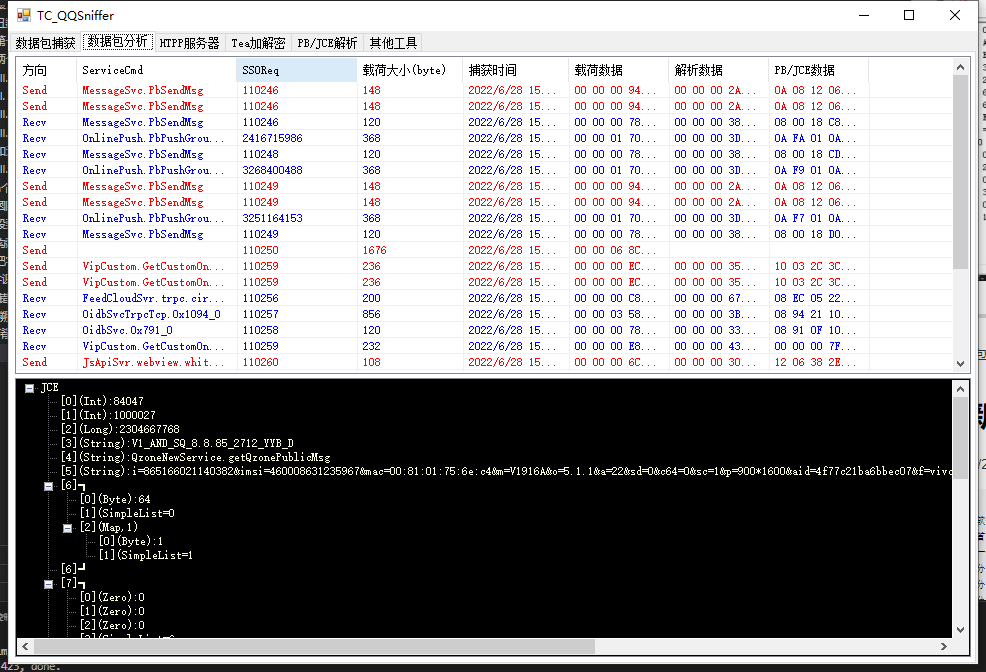 TC_QQSniffer
数据包捕获 数据包分析 HTPP服务器 Tea加解密 PB/JCE解析 其他工具
方向 ServiceCmd SSOReq 载荷大小(byte) 捕获时间 载荷数据 解析数据 PB/JCE数据
Send MessageSvc.PbSendMsg 110246 148 2022/6/28 15... 00 00 00 94... 00 00 00 2A... 0A 08 12 06...
Send MessageSvc.PbSendMsg 110246 148 2022/6/28 15... 00 00 00 94... 00 00 00 2A... 0A 08 12 06...
Recv MessageSvc.PbSendMsg 110246 120 2022/6/28 15... 00 00 00 78... 00 00 00 38... 08 00 18 C8...
Recv OnlinePush.PbPushGrou... 2416715986 368 2022/6/28 15... 00 00 01 70... 00 00 00 3D... 0A FA 01 0A...
Recv MessageSvc.PbSendMsg 110248 120 2022/6/28 15... 00 00 00 78... 00 00 00 38... 08 00 18 CD...
Recv OnlinePush.PbPushGrou... 3268400488 368 2022/6/28 15... 00 00 01 70... 00 00 00 3D... 0A F9 01 0A...
Send MessageSvc.PbSendMsg 110249 148 2022/6/28 15... 00 00 00 94... 00 00 00 2A... 0A 08 12 06...
Send MessageSvc.PbSendMsg 110249 148 2022/6/28 15... 00 00 00 94... 00 00 00 2A... 0A 08 12 06...
Recv OnlinePush.PbPushGrou... 3251164153 368 2022/6/28 15... 00 00 01 70... 00 00 00 3D... 0A F7 01 0A...
Recv MessageSvc.PbSendMsg 110249 120 2022/6/28 15... 00 00 00 78... 00 00 00 38... 08 00 18 D0...
Send 110250 1676 2022/6/28 15... 00 00 06 8C...
Send VipCustom.GetCustomOn... 110259 236 2022/6/28 15... 00 00 00 EC... 00 00 00 35... 10 03 2C 3C...
Send VipCustom.GetCustomOn... 110259 236 2022/6/28 15... 00 00 00 EC... 00 00 00 35... 10 03 2C 3C...
Recv FeedCloudSvr.trpc.cir... 110256 200 2022/6/28 15... 00 00 00 C8... 00 00 00 67... 08 EC 05 22...
Recv OidbSvcTrpcTcp.0x1094_0 110257 856 2022/6/28 15... 00 00 03 58... 00 00 00 3B... 08 94 21 10...
Recv OidbSvc.0x791_0 110258 120 2022/6/28 15... 00 00 00 78... 00 00 00 33... 08 91 0F 10...
Recv VipCustom.GetCustomOn... 110259 232 2022/6/28 15... 00 00 00 E8... 00 00 00 43... 00 00 00 7F...
Send JsApiSvr.webview.whit... 110260 108 2022/6/28 15... 00 00 00 6C... 00 00 00 30... 12 06 38 2E...
JCE
[0](Int):84047
[1](Int):1000027
[2](Long):2304667768
[3](String):V1_AND_SQ_8.8.85_2712_YYB_D
[4](String):QzoneNewService.getQzonePublicMsg
[5](String):i=865166021140382&imsi=460008631235967&mac=00:81:01:75:6e:c4&m=V1916A&o=5.1.1&a=22&sd=0&c64=0&sc=1&p=900*1600&aid=4f77c21ba6bbec07&f=vivo
[6]┓
[0](Byte):64
[1](SimpleList=0
[2](Map,1)
[0](Byte):1
[1](SimpleList=1
[6]┛
[7]┓
[0](Zero):0
[1](Zero):0
[2](Zero):0
423, done.